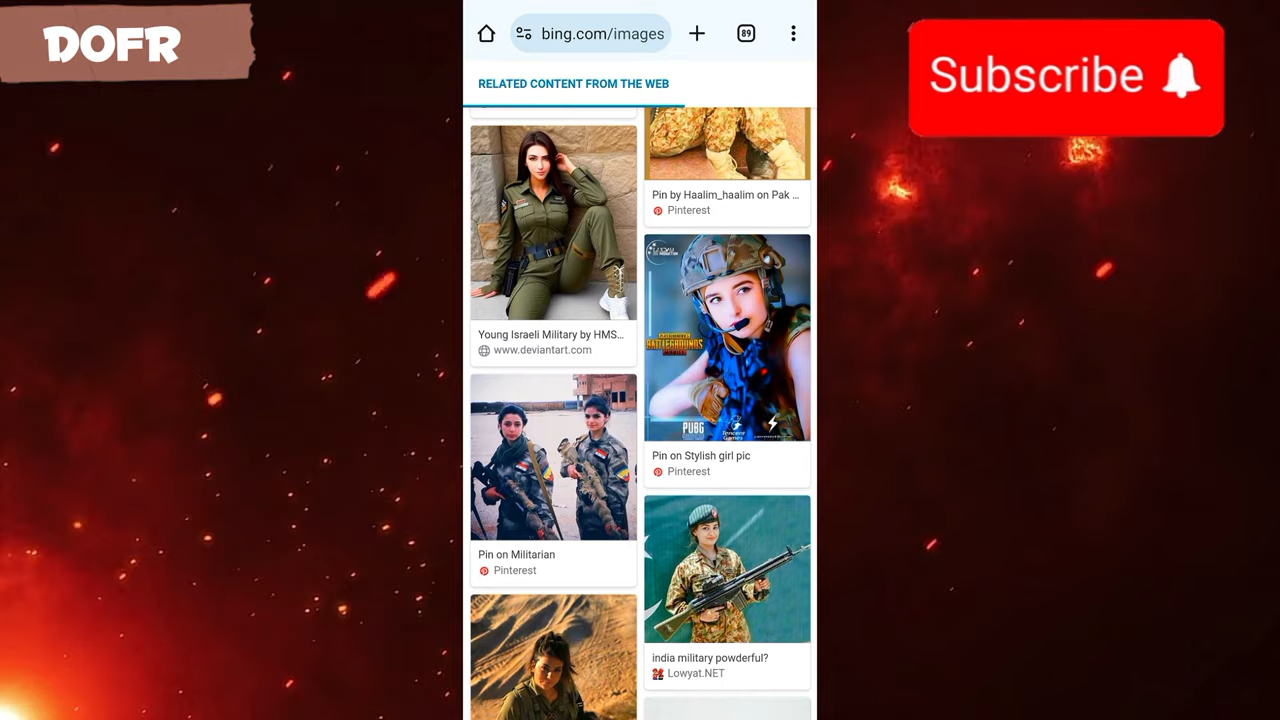 DOFR
bing.com/images
89
Subscribe
RELATED CONTENT FROM THE WEB
Young Israeli Military by HMS...
www.deviantart.com
Pin on Militarian
Pinterest
Pin by Haalim_haalim on Pak ...
Pinterest
BATTLEGROUNDS
PUBG
Tencent
Games
Pin on Stylish girl pic
Pinterest
india military powderful?
Lowyat.NET